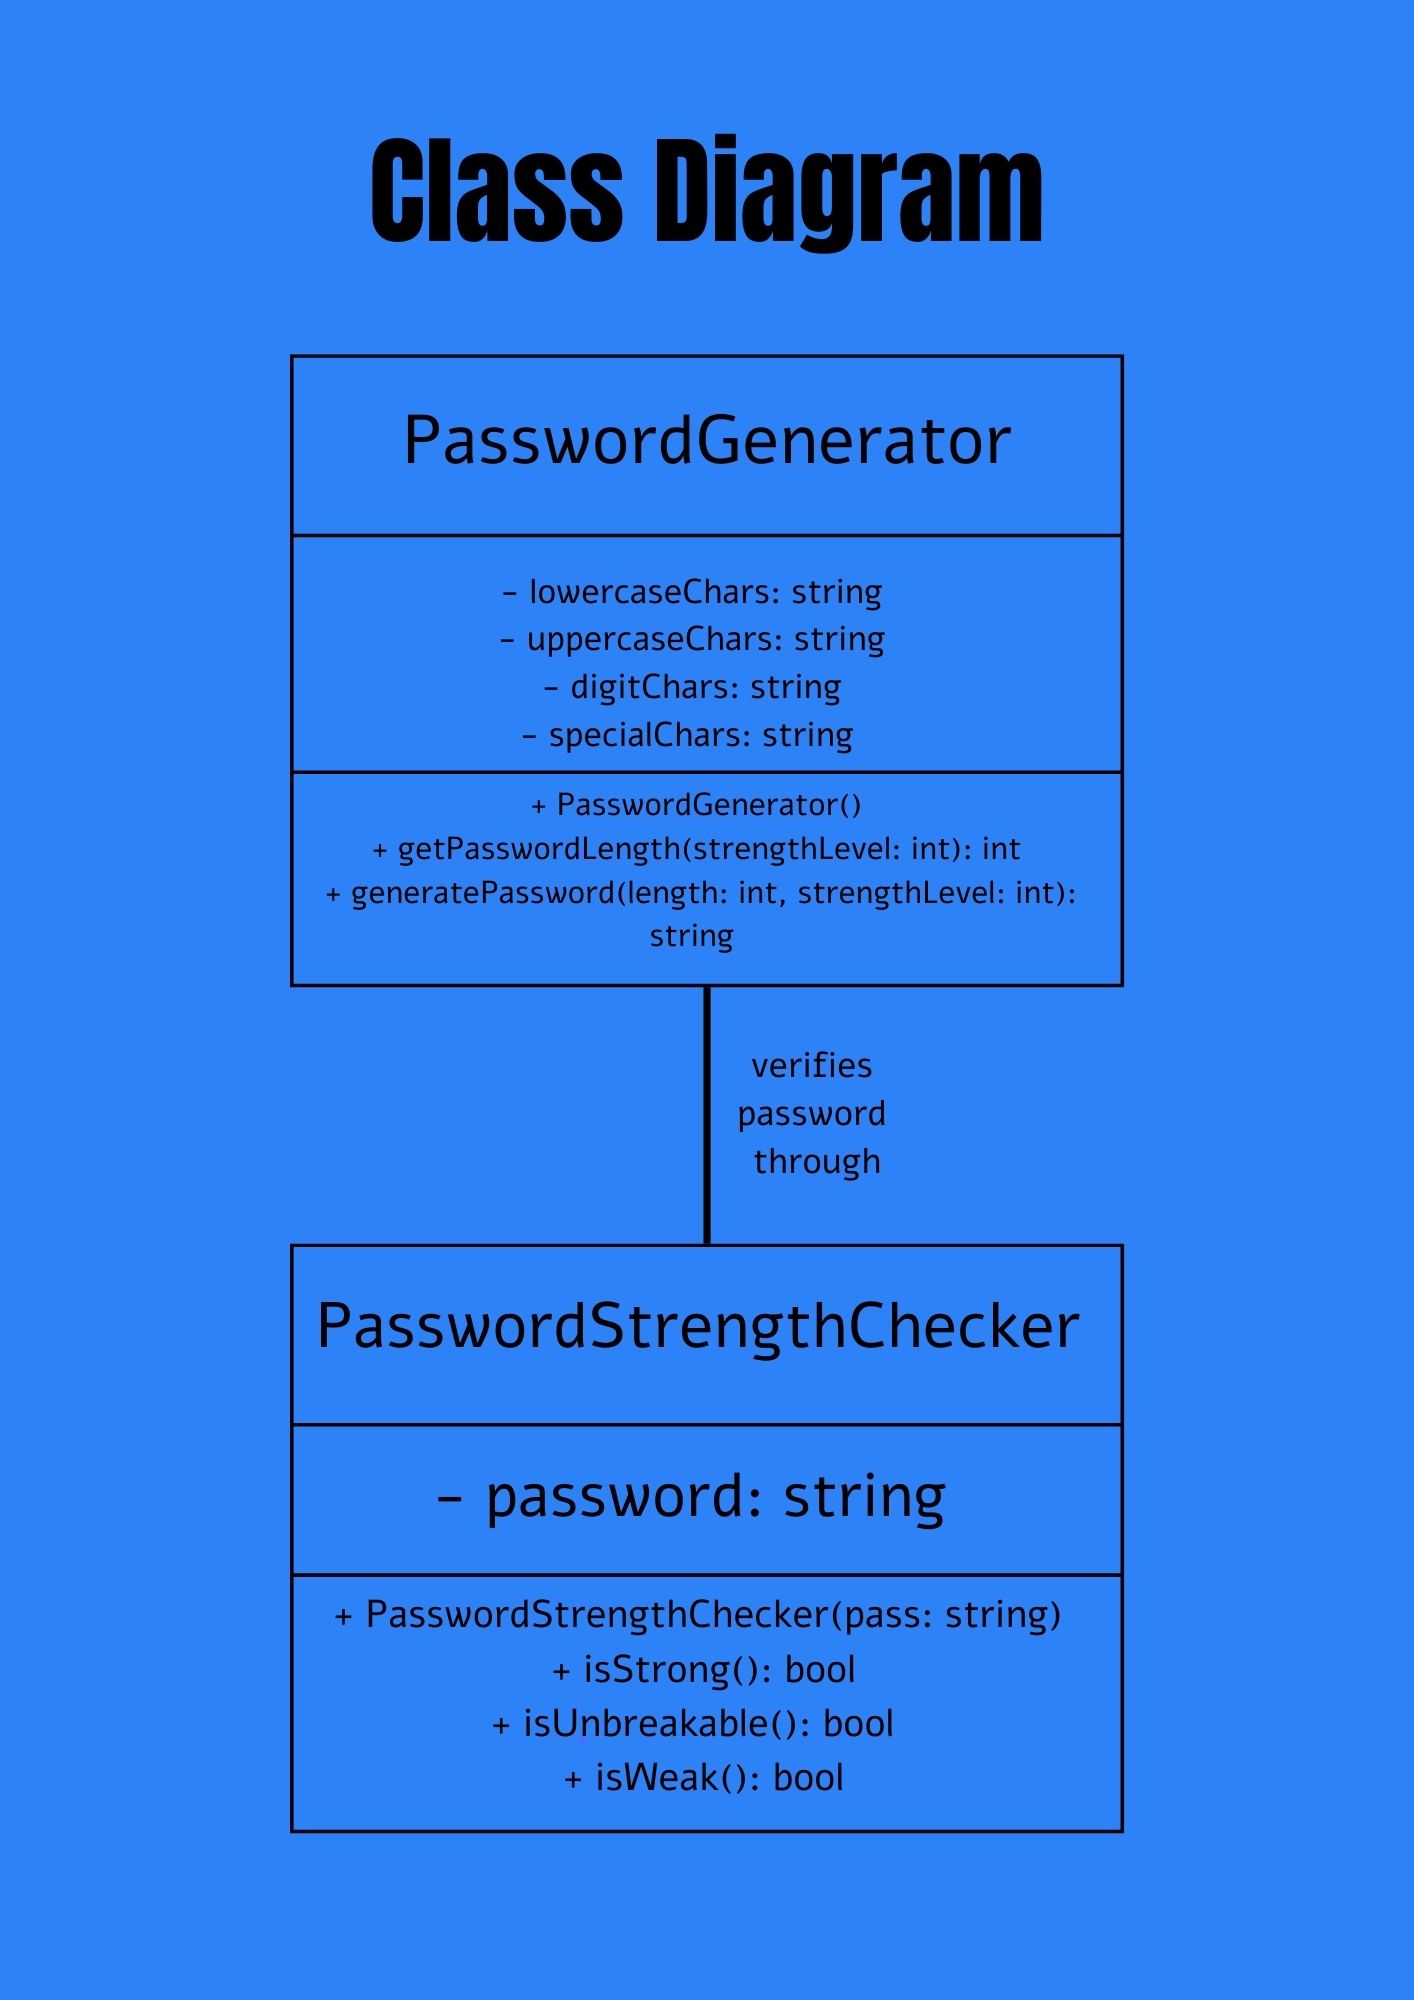 Class Diagram
PasswordGenerator
- lowercaseChars: string
- uppercaseChars: string
- digitChars: string
- specialChars: string
+ PasswordGenerator()
+ getPasswordLength(strengthLevel: int): int
+ generatePassword(length: int, strengthLevel: int):
string
verifies
password
through
PasswordStrengthChecker
- password: string
+ PasswordStrengthChecker(pass: string)
+ isStrong(): bool
+ isUnbreakable(): bool
+ isWeak(): bool